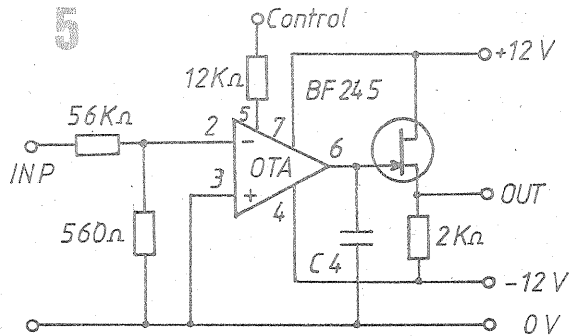 5
Control
12KΩ
+12V
BF245
56KΩ
5
7
2
6
INP
OTA
3
4
OUT
560Ω
2KΩ
C4
-12V
0V